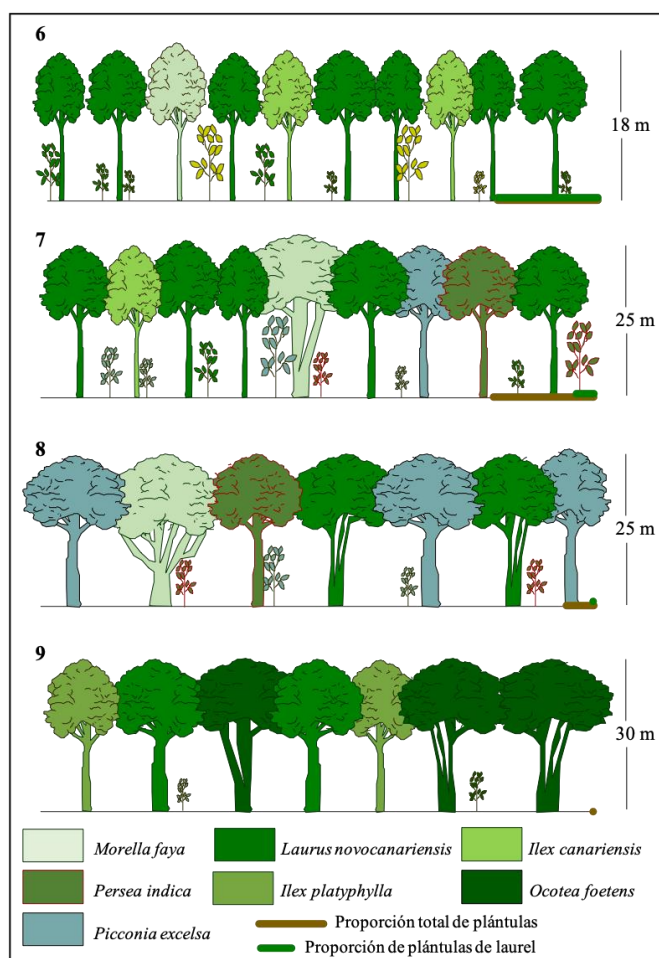 6
18 m
7
25 m
8
25 m
9
30 m
Morella faya
Laurus novocanariensis
Ilex canariensis
Persea indica
Ilex platyphylla
Ocotea foetens
Picconia excelsa
Proporción total de plántulas
Proporción de plántulas de laurel